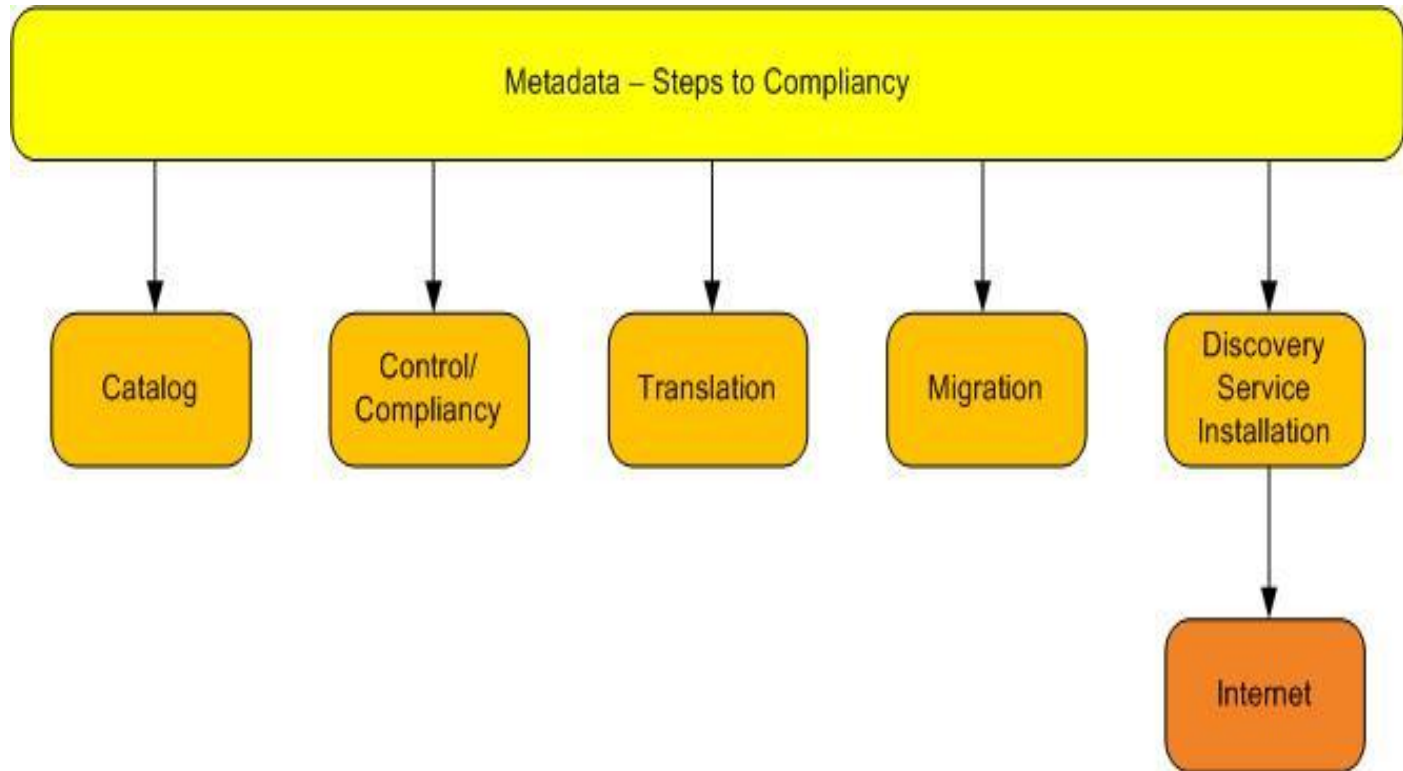 Metadata – Steps to Compliancy
Catalog
Control/
Compliancy
Translation
Migration
Discovery
Service
Installation
Internet